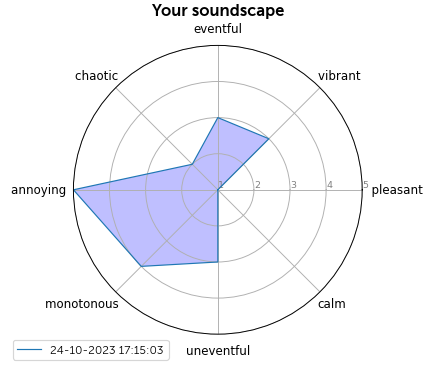 Your soundscape
eventful
chaotic
vibrant
annoying
1 2 3 4 5
pleasant
monotonous
calm
uneventful
24-10-2023 17:15:03